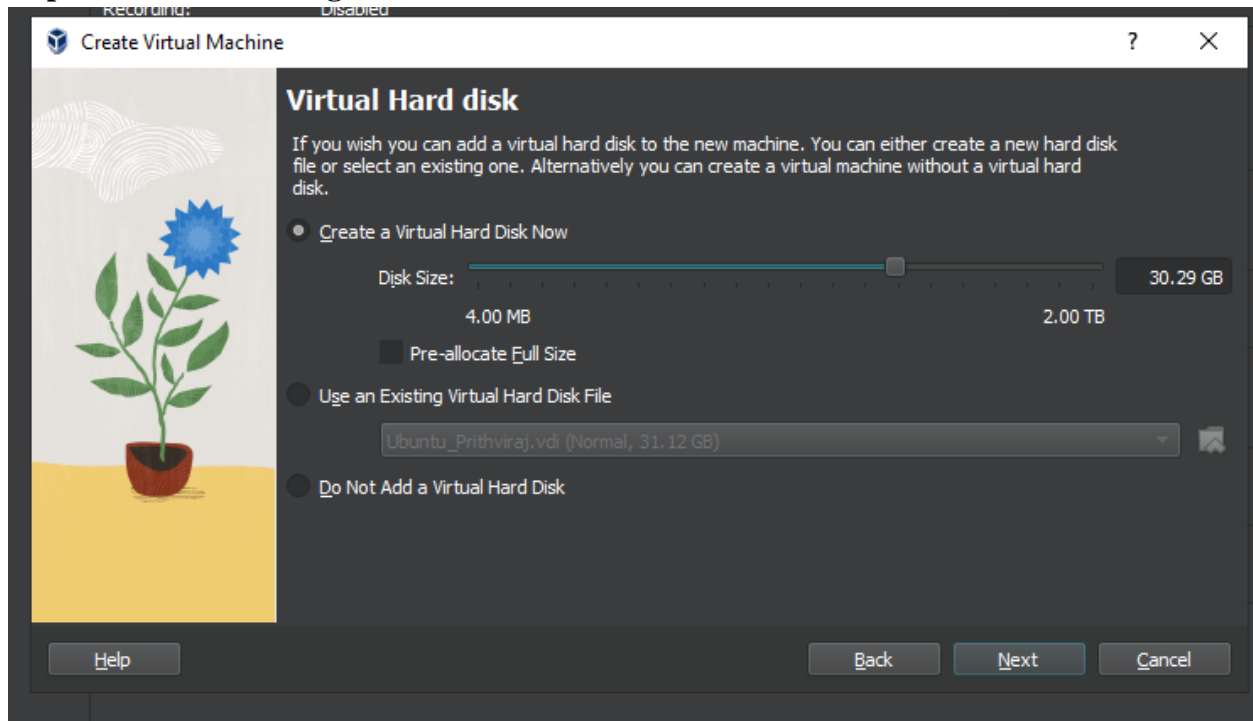 Recording: Disabled
Create Virtual Machine ? ×
Virtual Hard disk
If you wish you can add a virtual hard disk to the new machine. You can either create a new hard disk
file or select an existing one. Alternatively you can create a virtual machine without a virtual hard
disk.
Create a Virtual Hard Disk Now
Disk Size: 30.29 GB
4.00 MB 2.00 TB
Pre-allocate Full Size
Use an Existing Virtual Hard Disk File
Ubuntu_Prithviraj.vdi (Normal, 31.12 GB)
Do Not Add a Virtual Hard Disk
Help Back Next Cancel